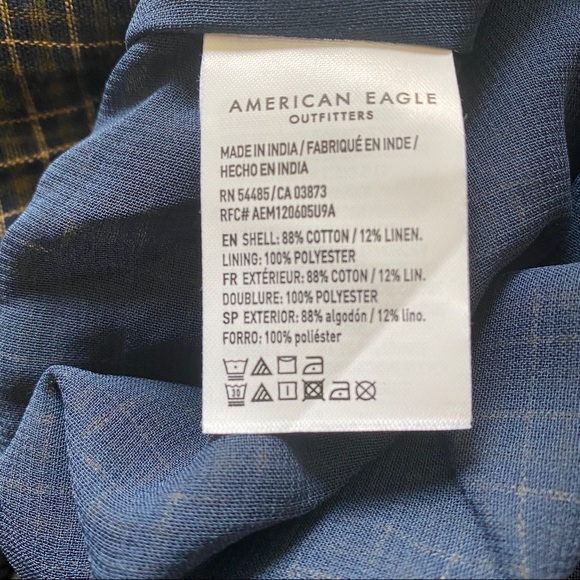 AMERICAN EAGLE
OUTFITTERS
MADE IN INDIA / FABRIQUÉ EN INDE /
HECHO EN INDIA
RN 54485/CA 03873
RFC# AEM120605U9A
EN SHELL: 88% COTTON / 12% LINEN.
LINING: 100% POLYESTER
FR EXTÉRIEUR: 88% COTON / 12% LIN.
DOUBLURE: 100% POLYESTER
SP EXTERIOR: 88% algodón / 12% lino.
FORRO: 100% poliéster
30